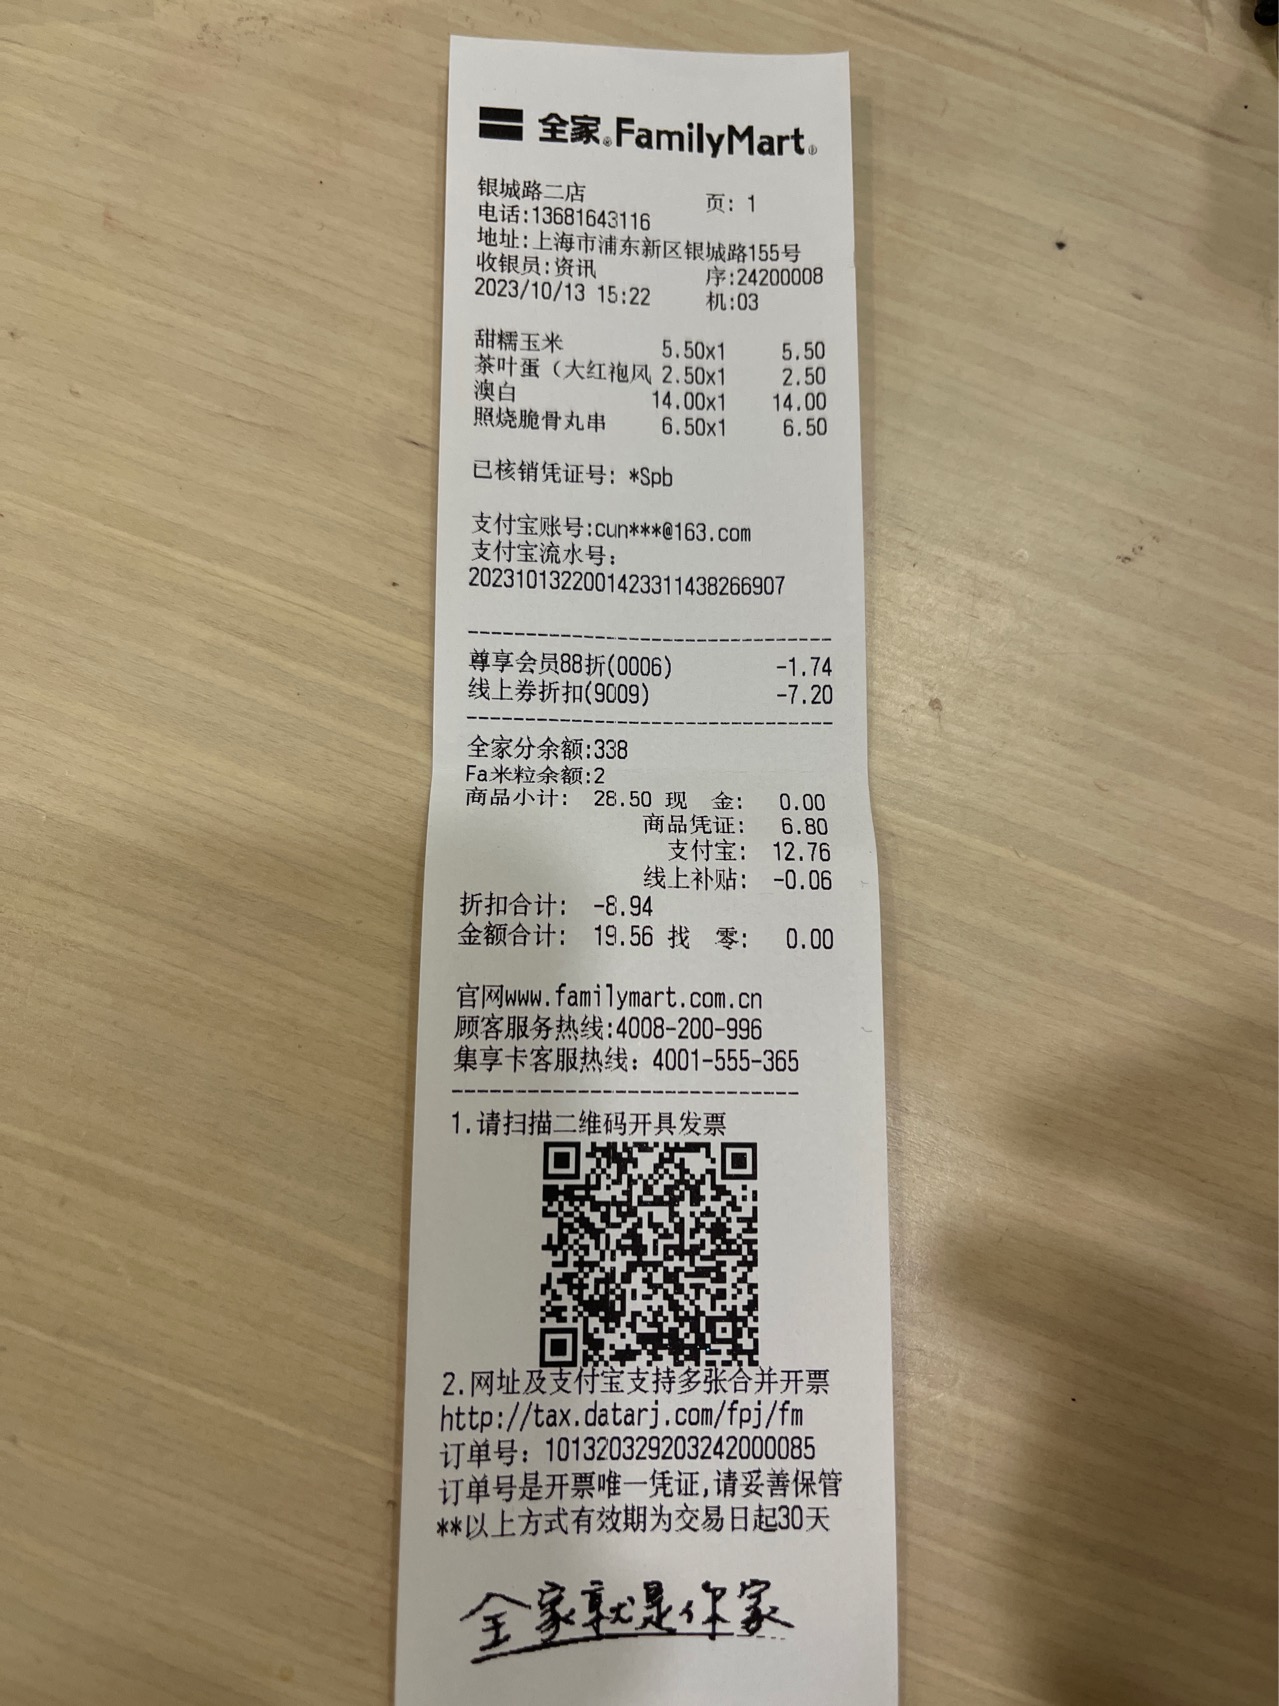 全家®FamilyMart®
银城路二店 页: 1
电话:13681643116
地址:上海市浦东新区银城路155号
收银员:资讯 序:24200008
2023/10/13 15:22 机:03
甜糯玉米 5.50x1 5.50
茶叶蛋（大红袍风 2.50x1 2.50
澳白 14.00x1 14.00
照烧脆骨丸串 6.50x1 6.50
已核销凭证号: *Spb
支付宝账号:cun***@163.com
支付宝流水号:
2023101322001423311438266907
--------------------------------
尊享会员88折(0006) -1.74
线上券折扣(9009) -7.20
--------------------------------
全家分余额:338
Fa米粒余额:2
商品小计: 28.50 现 金: 0.00
商品凭证: 6.80
支付宝: 12.76
线上补贴: -0.06
折扣合计: -8.94
金额合计: 19.56 找 零: 0.00
官网www.familymart.com.cn
顾客服务热线:4008-200-996
集享卡客服热线: 4001-555-365
------------------------------
1.请扫描二维码开具发票
2.网址及支付宝支持多张合并开票
http://tax.datarj.com/fpj/fm
订单号: 101320329203242000085
订单号是开票唯一凭证,请妥善保管
**以上方式有效期为交易日起30天
全家就是你家